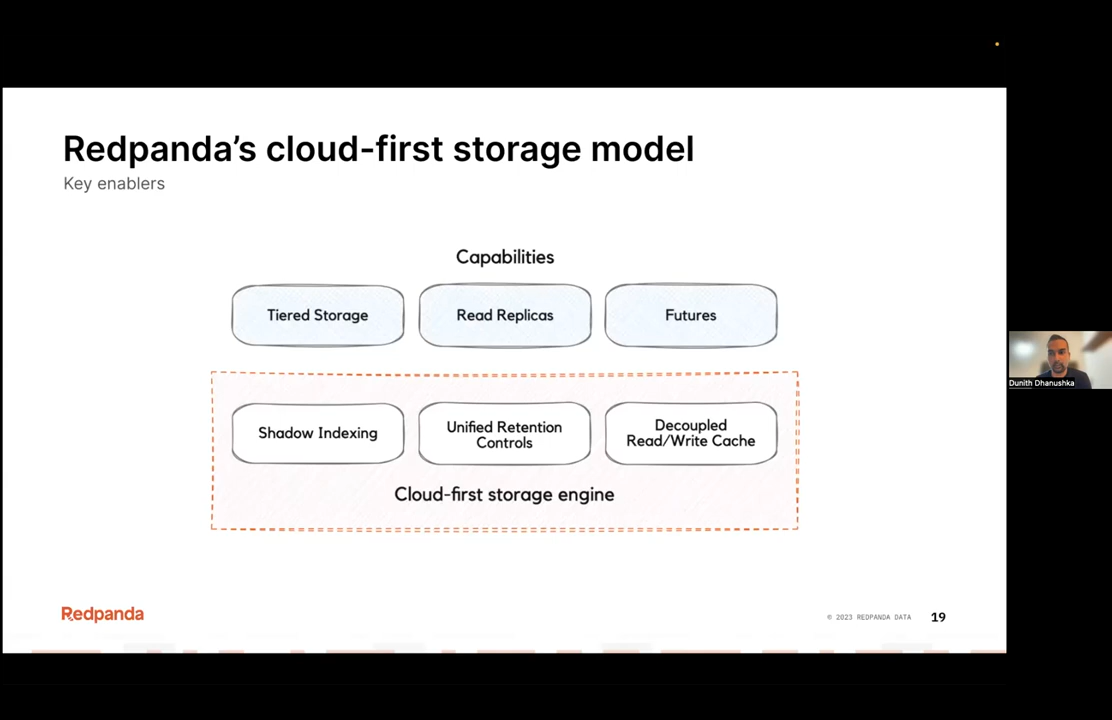 Redpanda’s cloud-first storage model
Key enablers
Capabilities
Tiered Storage
Read Replicas
Futures
Shadow Indexing
Unified Retention
Controls
Decoupled
Read/Write Cache
Cloud-first storage engine
Redpanda
© 2023 REDPANDA DATA
19
Dunith Dhanushka